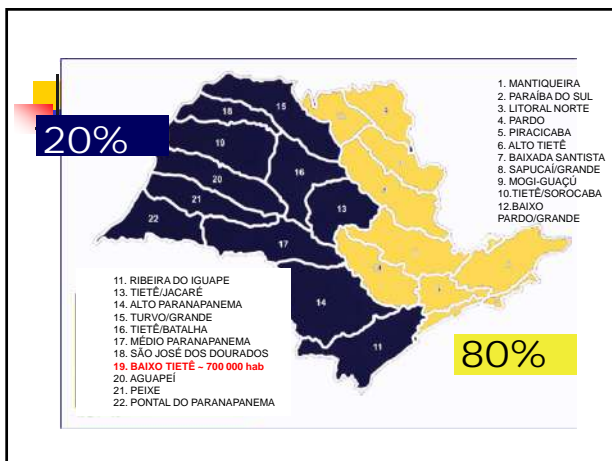 1. MANTIQUEIRA
2. PARAÍBA DO SUL
3. LITORAL NORTE
4. PARDO
5. PIRACICABA
6. ALTO TIETÊ
7. BAIXADA SANTISTA
8. SAPUCAÍ/GRANDE
9. MOGI-GUAÇÚ
10.TIETÊ/SOROCABA
12.BAIXO
PARDO/GRANDE
20%
15
18
19
16
20
13
21
22
17
14
11
11. RIBEIRA DO IGUAPE
13. TIETÊ/JACARÉ
14. ALTO PARANAPANEMA
15. TURVO/GRANDE
16. TIETÊ/BATALHA
17. MÉDIO PARANAPANEMA
18. SÃO JOSÉ DOS DOURADOS
19. BAIXO TIETÊ ~ 700 000 hab
20. AGUAPEÍ
21. PEIXE
22. PONTAL DO PARANAPANEMA
80%